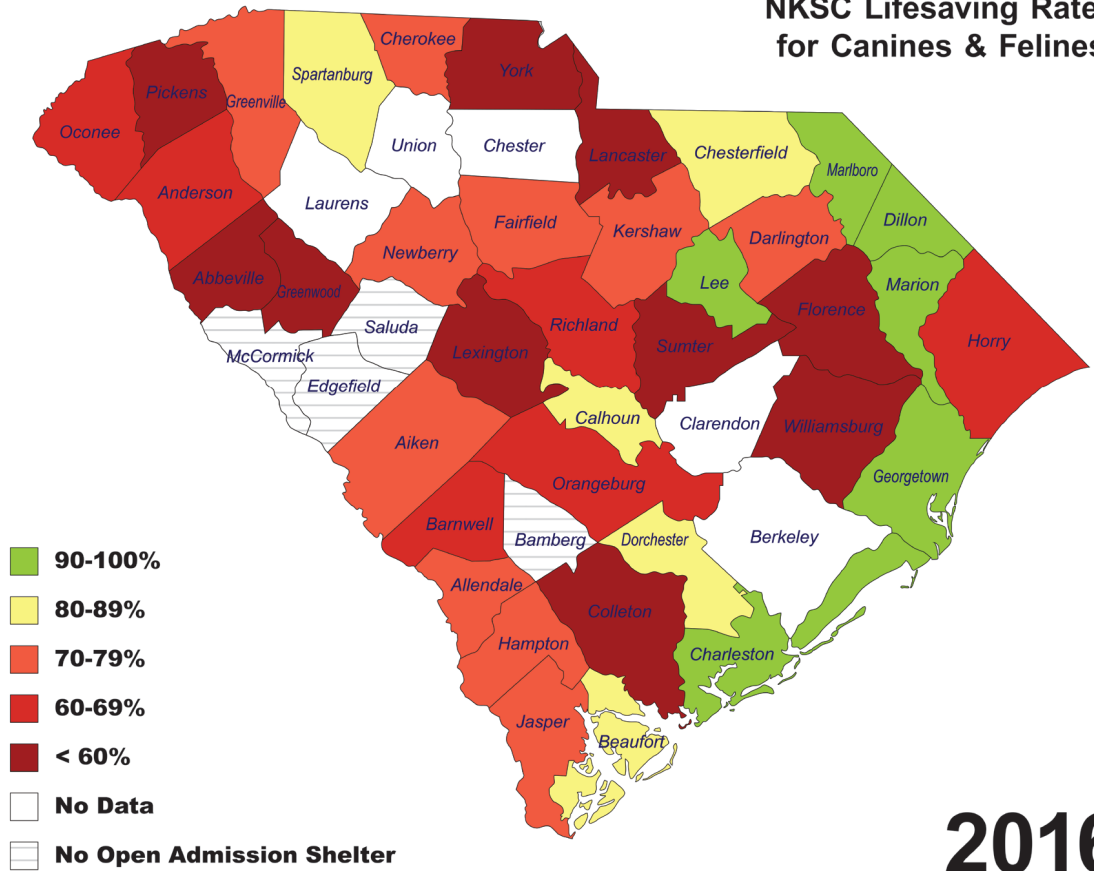 NKSC Lifesaving Rate
for Canines & Felines
Cherokee
York
Spartanburg
Pickens
Greenville
Oconee
Union
Chester
Lancaster
Chesterfield
Marlboro
Anderson
Laurens
Dillon
Fairfield
Kershaw
Darlington
Newberry
Abbeville
Greenwood
Lee
Marion
Florence
Saluda
Richland
Horry
McCormick
Lexington
Sumter
Edgefield
Calhoun
Clarendon
Williamsburg
Aiken
Georgetown
Orangeburg
Barnwell
Bamberg
Dorchester
Berkeley
Allendale
Colleton
Hampton
Charleston
Jasper
Beaufort
90-100%
80-89%
70-79%
60-69%
< 60%
No Data
No Open Admission Shelter
2016